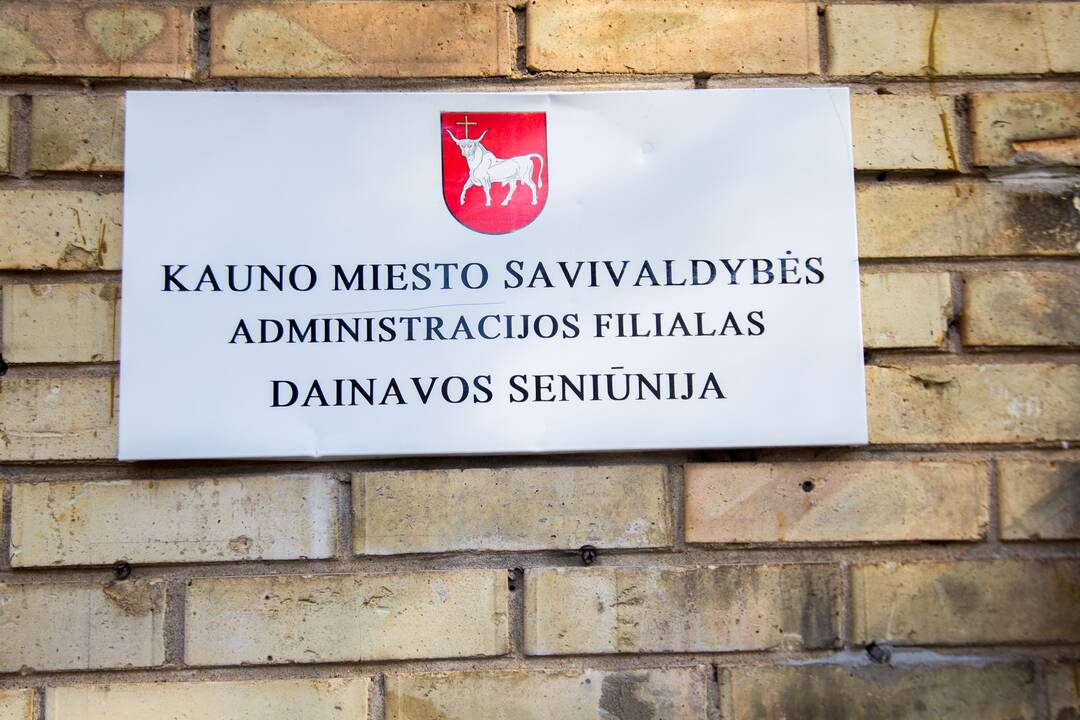 KAUNO MIESTO SAVIVALDYBĖS
ADMINISTRACIJOS FILIALAS
DAINAVOS SENIŪNIJA